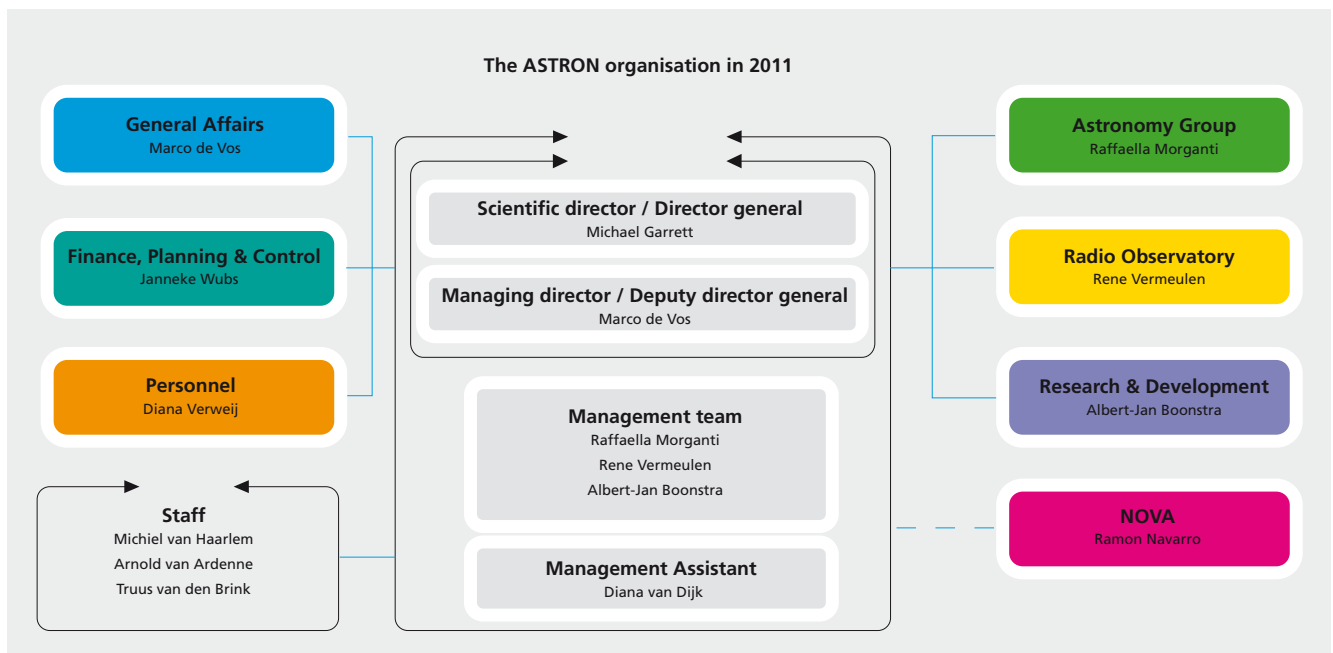 The ASTRON organisation in 2011
General Affairs
Marco de Vos
Finance, Planning & Control
Janneke Wubs
Personnel
Diana Verweij
Staff
Michiel van Haarlem
Arnold van Ardenne
Truus van den Brink
Scientific director / Director general
Michael Garrett
Managing director / Deputy director general
Marco de Vos
Management team
Raffaella Morganti
Rene Vermeulen
Albert-Jan Boonstra
Management Assistant
Diana van Dijk
Astronomy Group
Raffaella Morganti
Radio Observatory
Rene Vermeulen
Research & Development
Albert-Jan Boonstra
NOVA
Ramon Navarro